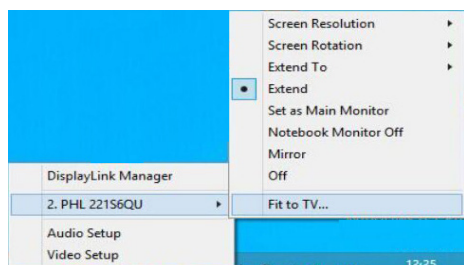 Screen Resolution
Screen Rotation
Extend To
Extend
Set as Main Monitor
Notebook Monitor Off
Mirror
Off
Fit to TV...
DisplayLink Manager
2. PHL 221S6QU
Audio Setup
Video Setup